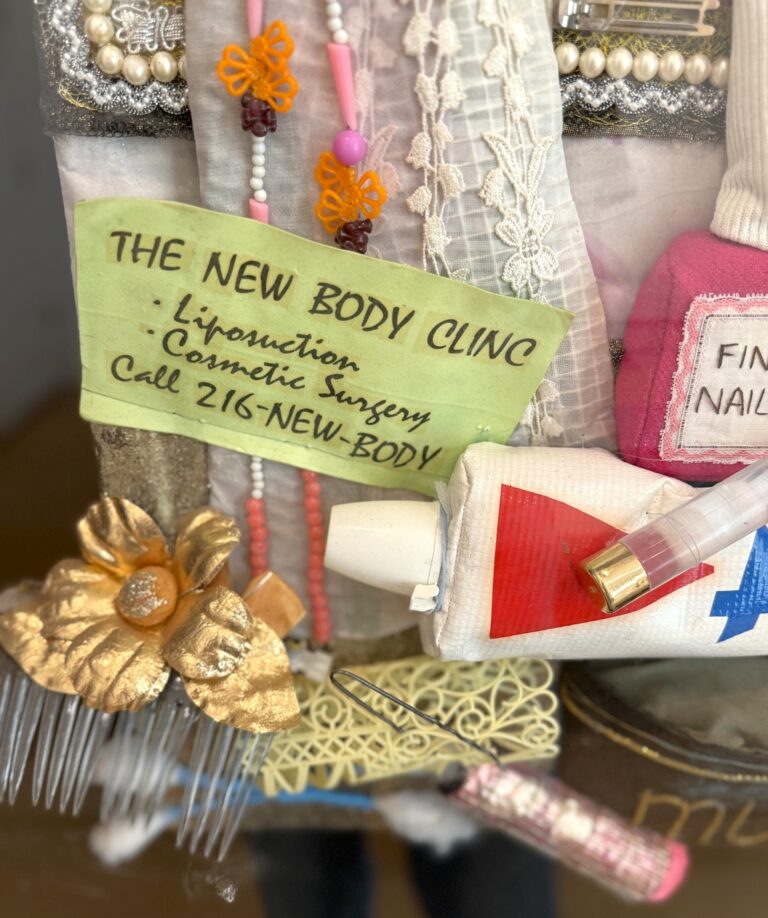 THE NEW BODY CLINC
· Liposuction
· Cosmetic Surgery
Call 216-NEW-BODY
FIN
NAIL